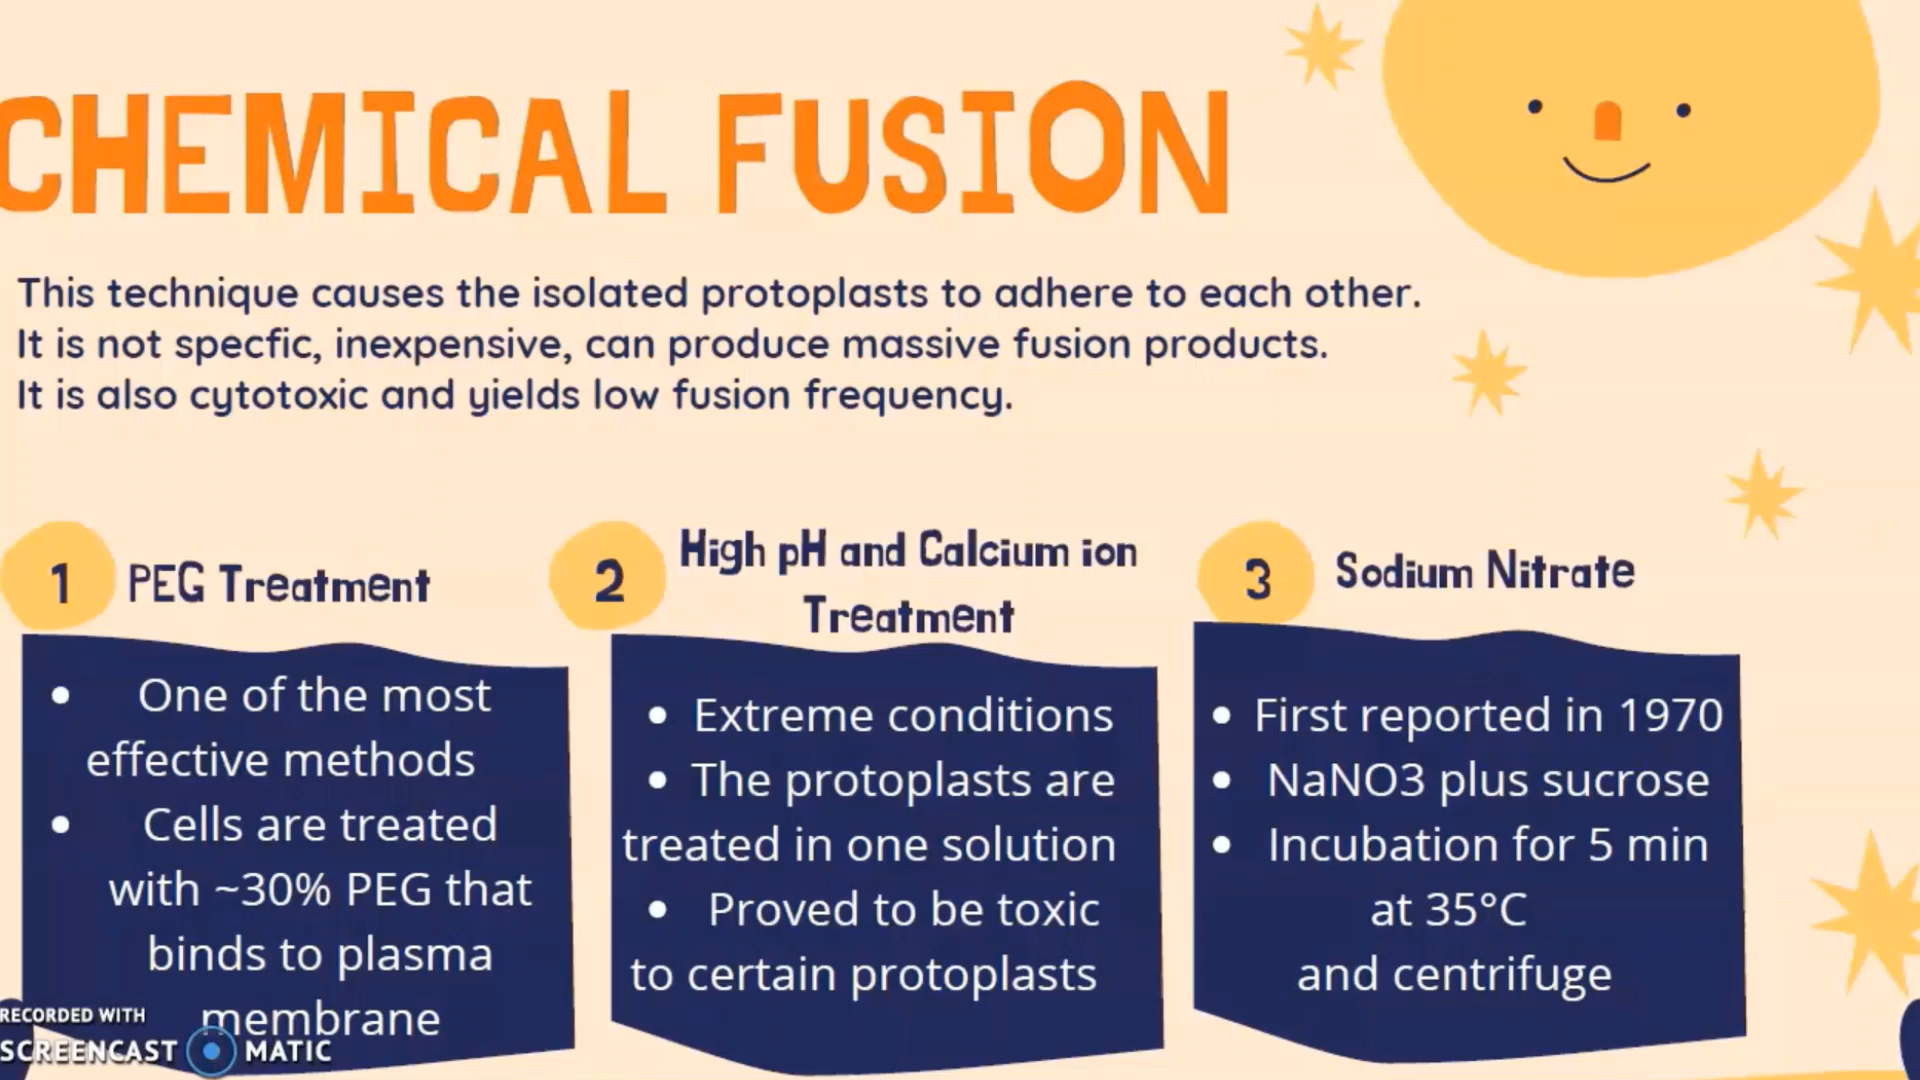 CHEMICAL FUSION
This technique causes the isolated protoplasts to adhere to each other.
It is not specfic, inexpensive, can produce massive fusion products.
It is also cytotoxic and yields low fusion frequency.
1 PEG Treatment
• One of the most
effective methods
• Cells are treated
with ~30% PEG that
binds to plasma
membrane
2 High pH and Calcium ion
Treatment
• Extreme conditions
• The protoplasts are
treated in one solution
• Proved to be toxic
to certain protoplasts
3 Sodium Nitrate
• First reported in 1970
• NaNO3 plus sucrose
• Incubation for 5 min
at 35°C
and centrifuge
RECORDED WITH
SCREENCAST MATIC